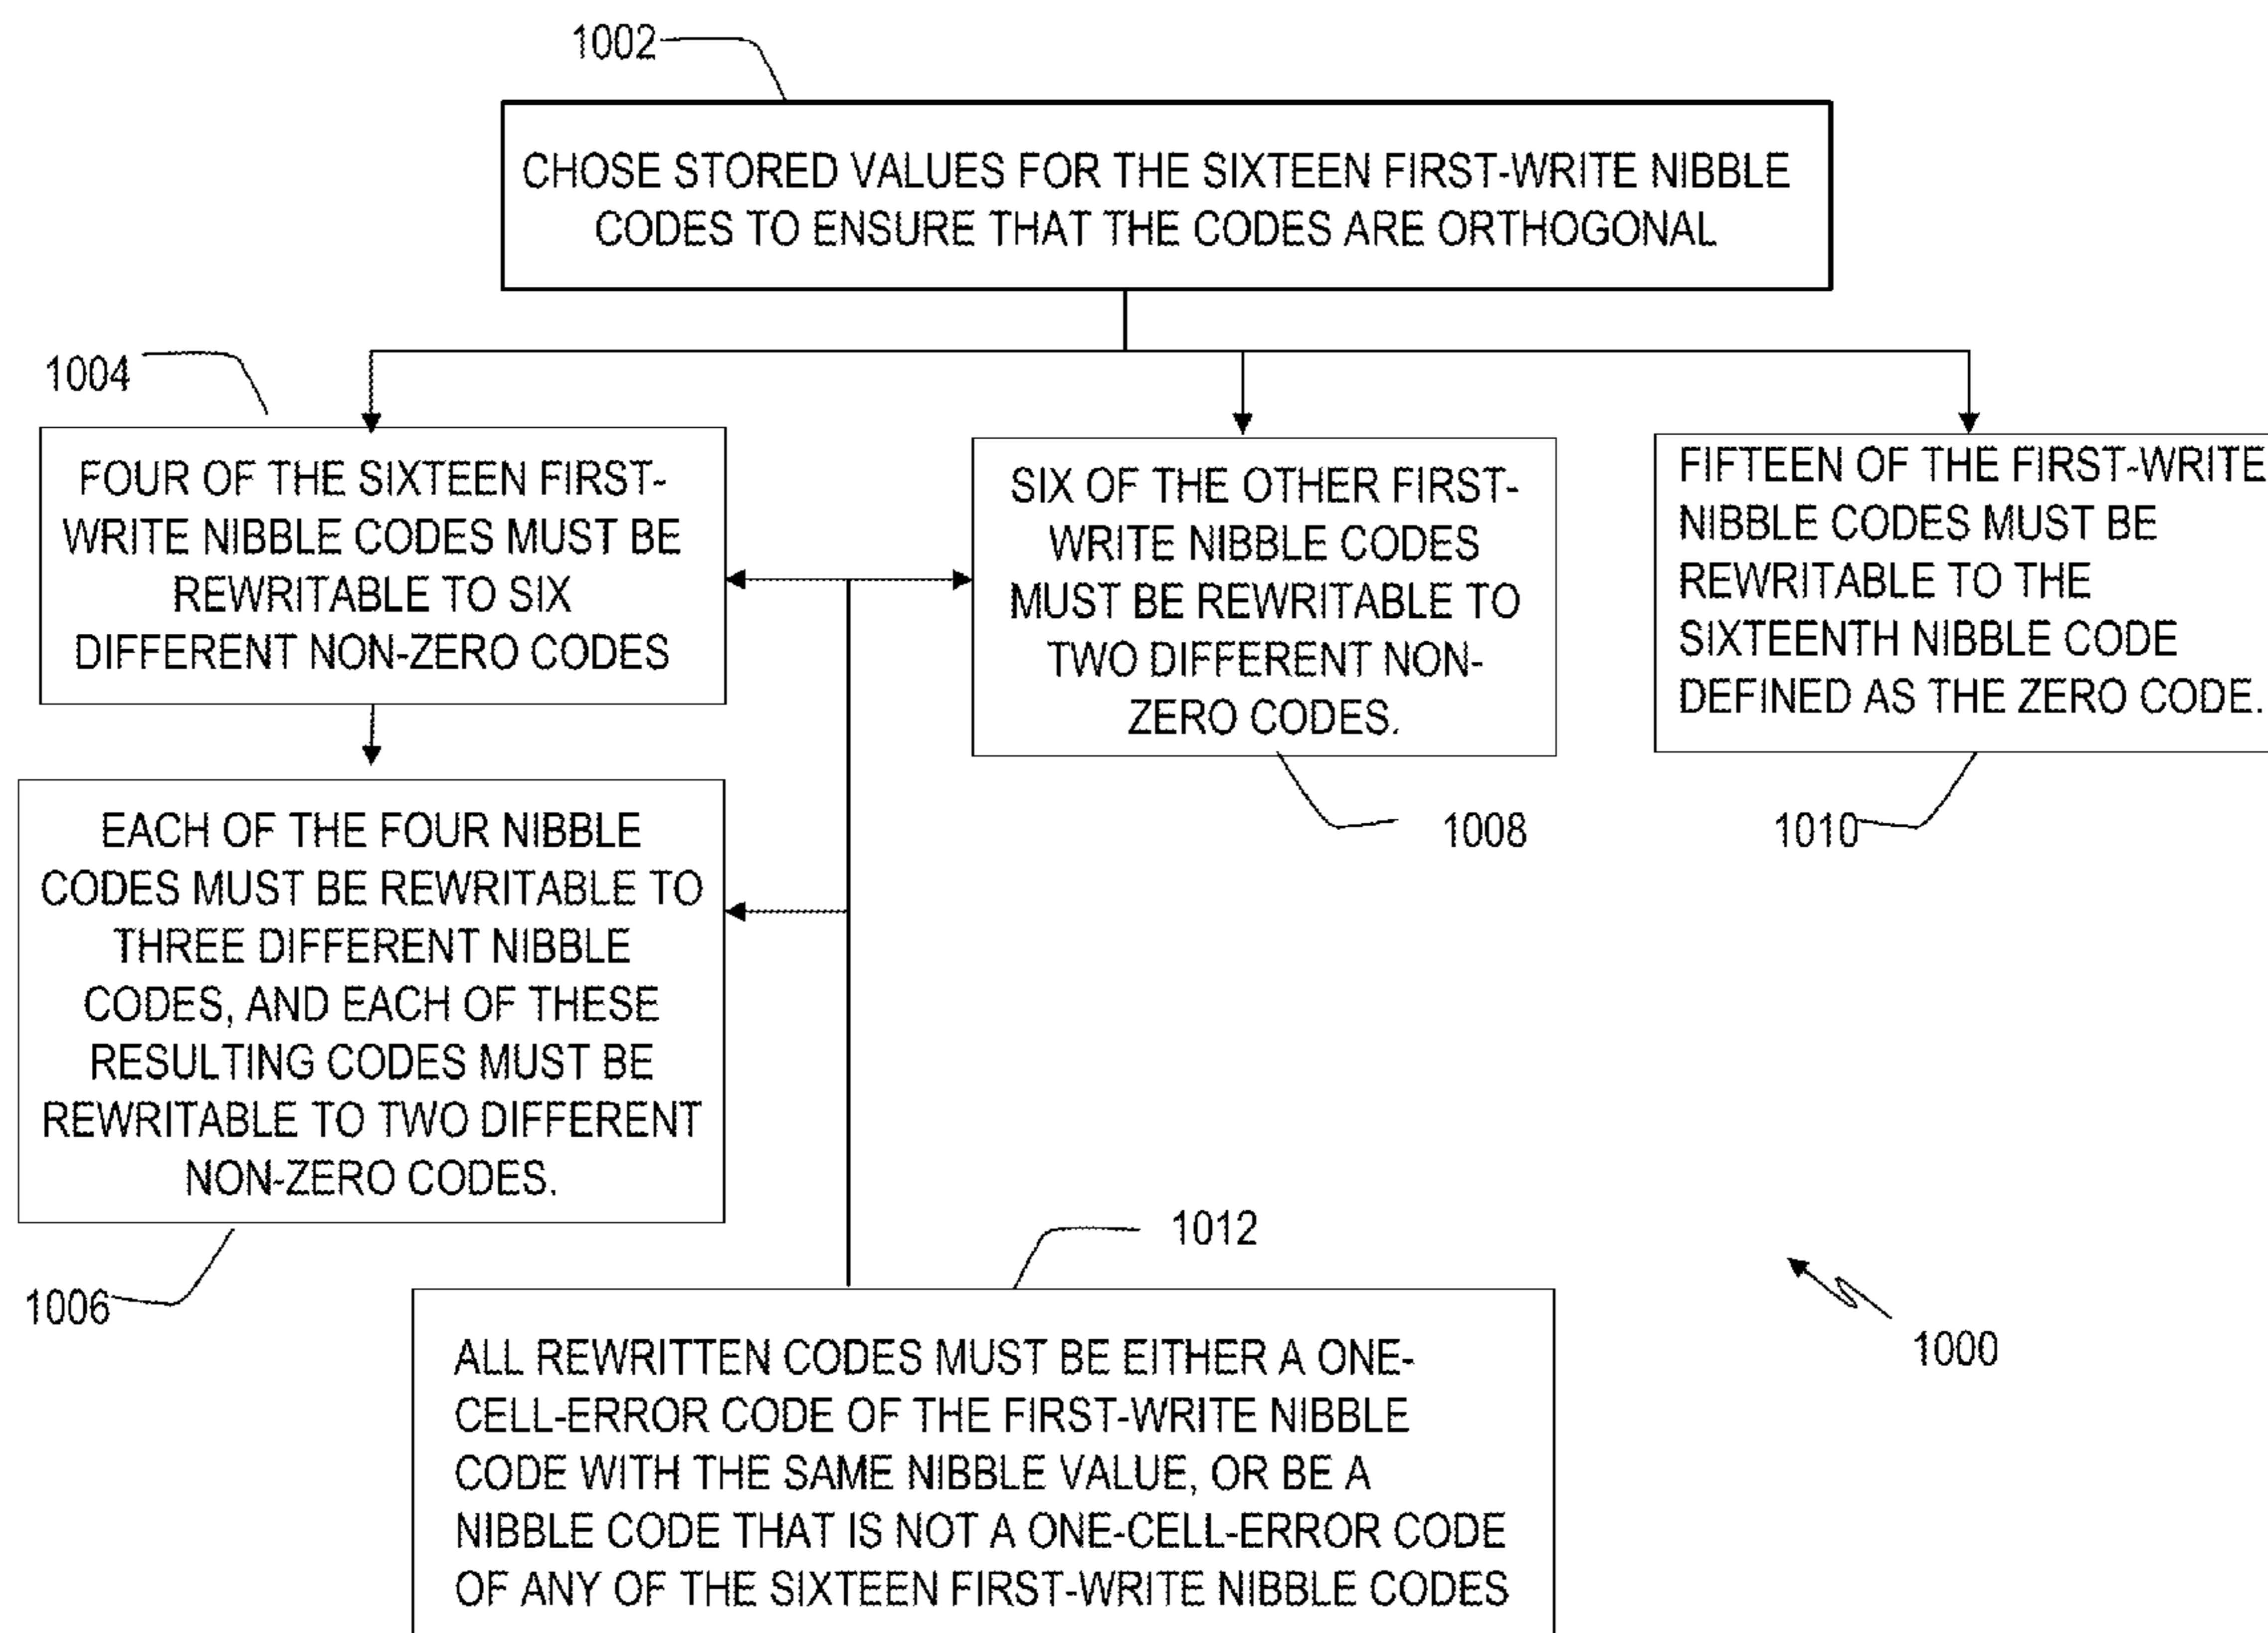 1002
CHOSE STORED VALUES FOR THE SIXTEEN FIRST-WRITE NIBBLE
CODES TO ENSURE THAT THE CODES ARE ORTHOGONAL
1004
FOUR OF THE SIXTEEN FIRST-
WRITE NIBBLE CODES MUST BE
REWRITABLE TO SIX
DIFFERENT NON-ZERO CODES
SIX OF THE OTHER FIRST-
WRITE NIBBLE CODES
MUST BE REWRITABLE TO
TWO DIFFERENT NON-
ZERO CODES.
FIFTEEN OF THE FIRST-WRITE
NIBBLE CODES MUST BE
REWRITABLE TO THE
SIXTEENTH NIBBLE CODE
DEFINED AS THE ZERO CODE.
1008
1010
EACH OF THE FOUR NIBBLE
CODES MUST BE REWRITABLE TO
THREE DIFFERENT NIBBLE
CODES, AND EACH OF THESE
RESULTING CODES MUST BE
REWRITABLE TO TWO DIFFERENT
NON-ZERO CODES.
1006
1012
ALL REWRITTEN CODES MUST BE EITHER A ONE-
CELL-ERROR CODE OF THE FIRST-WRITE NIBBLE
CODE WITH THE SAME NIBBLE VALUE, OR BE A
NIBBLE CODE THAT IS NOT A ONE-CELL-ERROR CODE
OF ANY OF THE SIXTEEN FIRST-WRITE NIBBLE CODES
1000